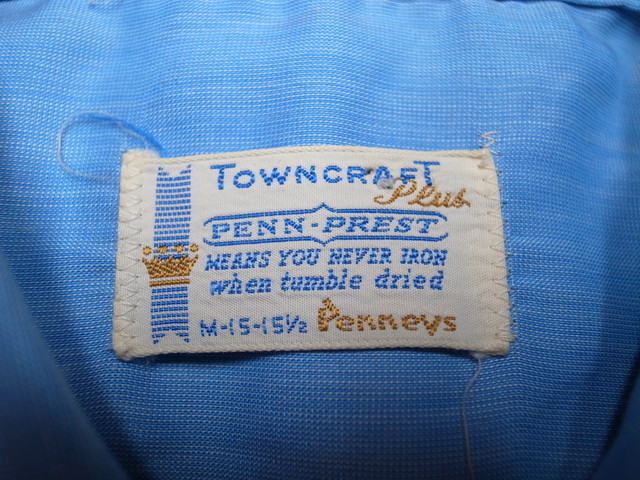 TOWNCRAFT
Plus
PENN-PREST
MEANS YOU NEVER IRON
when tumble dried
M-15-15½ Penneys